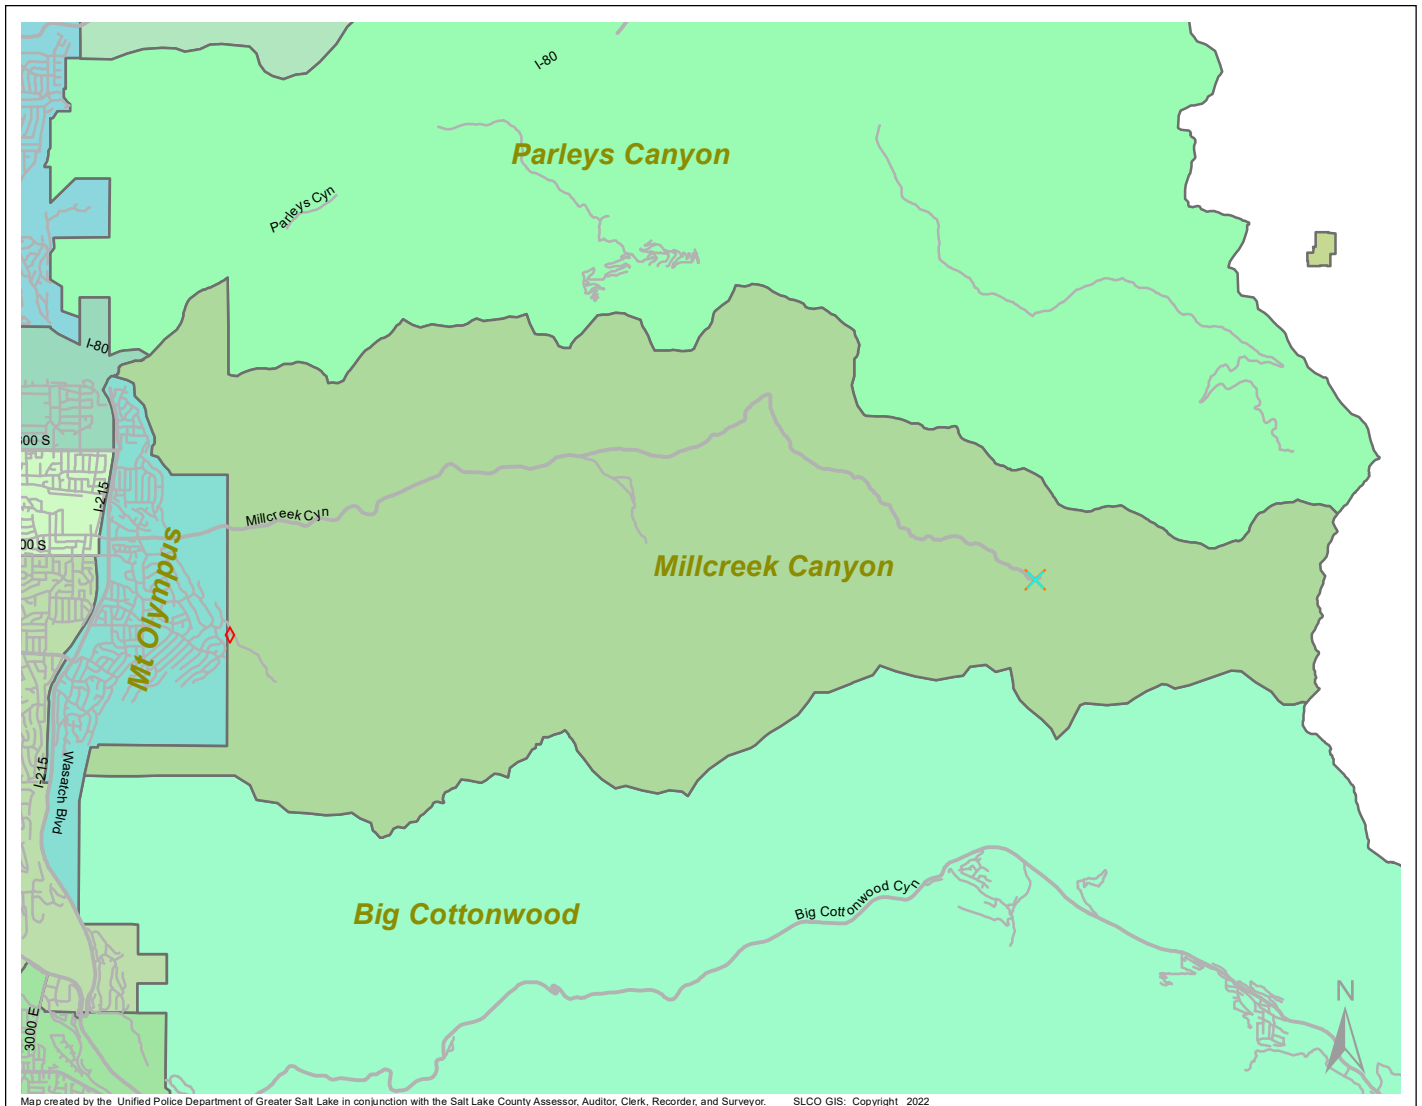 I-80
Parleys Canyon
Parleys Cyn
I-80
00 S
I-215
Millcreek Cyn
00 S
Millcreek Canyon
Mt Olympus
I-215
Wasatch Blvd
Big Cottonwood Cyn
Big Cottonwood
N
3000 E
Map created by the Unified Police Department of Greater Salt Lake in conjunction with the Salt Lake County Assessor, Auditor, Clerk, Recorder, and Surveyor. SLCO GIS: Copyright 2022